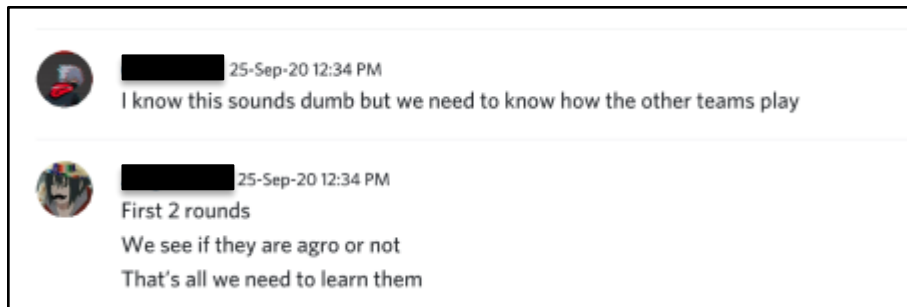 25-Sep-20 12:34 PM
I know this sounds dumb but we need to know how the other teams play
25-Sep-20 12:34 PM
First 2 rounds
We see if they are agro or not
That's all we need to learn them